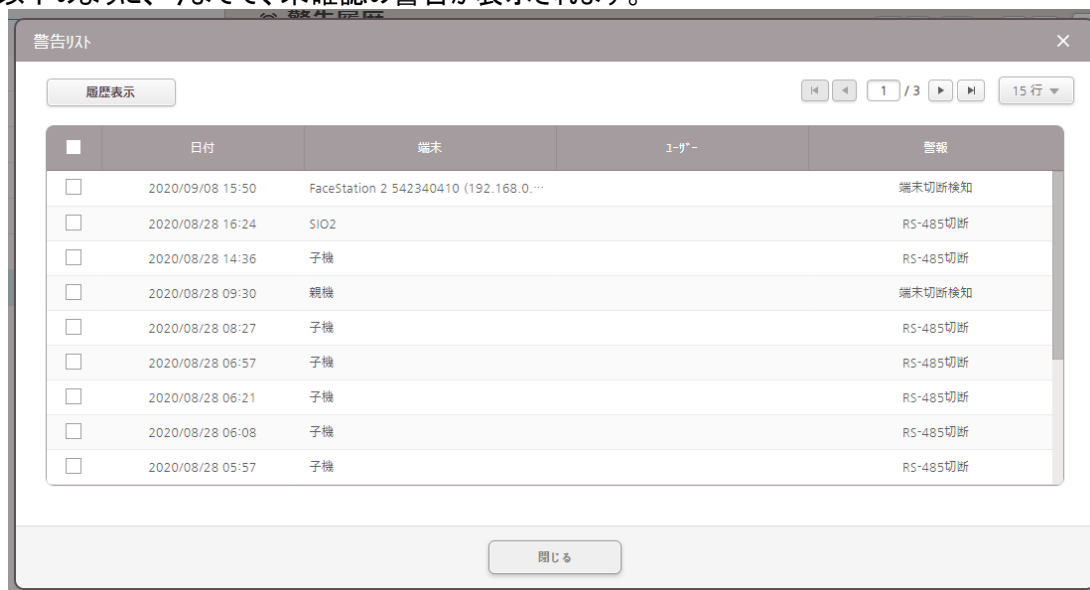 警告履歴
警告リスト
履歴表示
1 / 3
15 行
日付 端末 ユーザー 警報
2020/09/08 15:50 FaceStation 2 542340410 (192.168.0.… 端末切断検知
2020/08/28 16:24 SIO2 RS-485切断
2020/08/28 14:36 子機 RS-485切断
2020/08/28 09:30 親機 端末切断検知
2020/08/28 08:27 子機 RS-485切断
2020/08/28 06:57 子機 RS-485切断
2020/08/28 06:21 子機 RS-485切断
2020/08/28 06:08 子機 RS-485切断
2020/08/28 05:57 子機 RS-485切断
閉じる